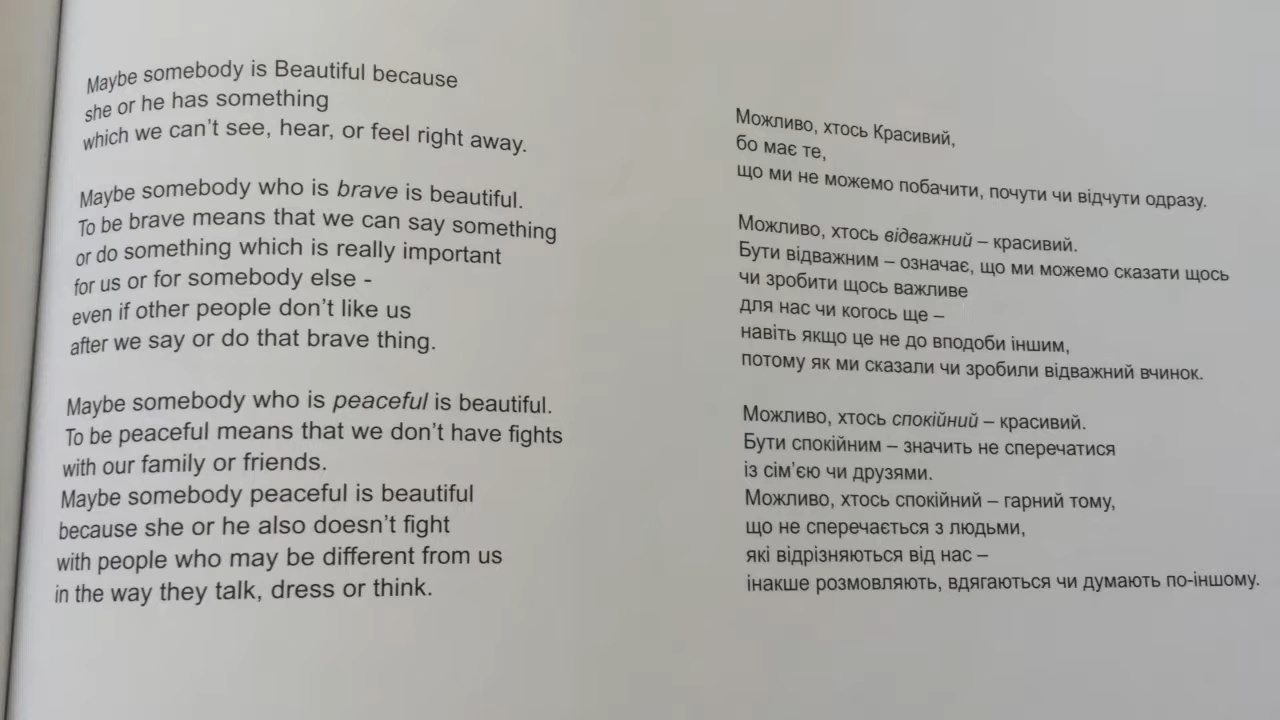 Maybe somebody is Beautiful because
she or he has something
which we can't see, hear, or feel right away.
Maybe somebody who is brave is beautiful.
To be brave means that we can say something
or do something which is really important
for us or for somebody else -
even if other people don't like us
after we say or do that brave thing.
Maybe somebody who is peaceful is beautiful.
To be peaceful means that we don't have fights
with our family or friends.
Maybe somebody peaceful is beautiful
because she or he also doesn't fight
with people who may be different from us
in the way they talk, dress or think.
Можливо, хтось Красивий,
бо має те,
що ми не можемо побачити, почути чи відчути одразу.
Можливо, хтось відважний – красивий.
Бути відважним – означає, що ми можемо сказати щось
чи зробити щось важливе
для нас чи когось ще –
навіть якщо це не до вподоби іншим,
потому як ми сказали чи зробили відважний вчинок.
Можливо, хтось спокійний – красивий.
Бути спокійним – значить не сперечатися
із сім'єю чи друзями.
Можливо, хтось спокійний – гарний тому,
що не сперечається з людьми,
які відрізняються від нас –
інакше розмовляють, вдягаються чи думають по-іншому.